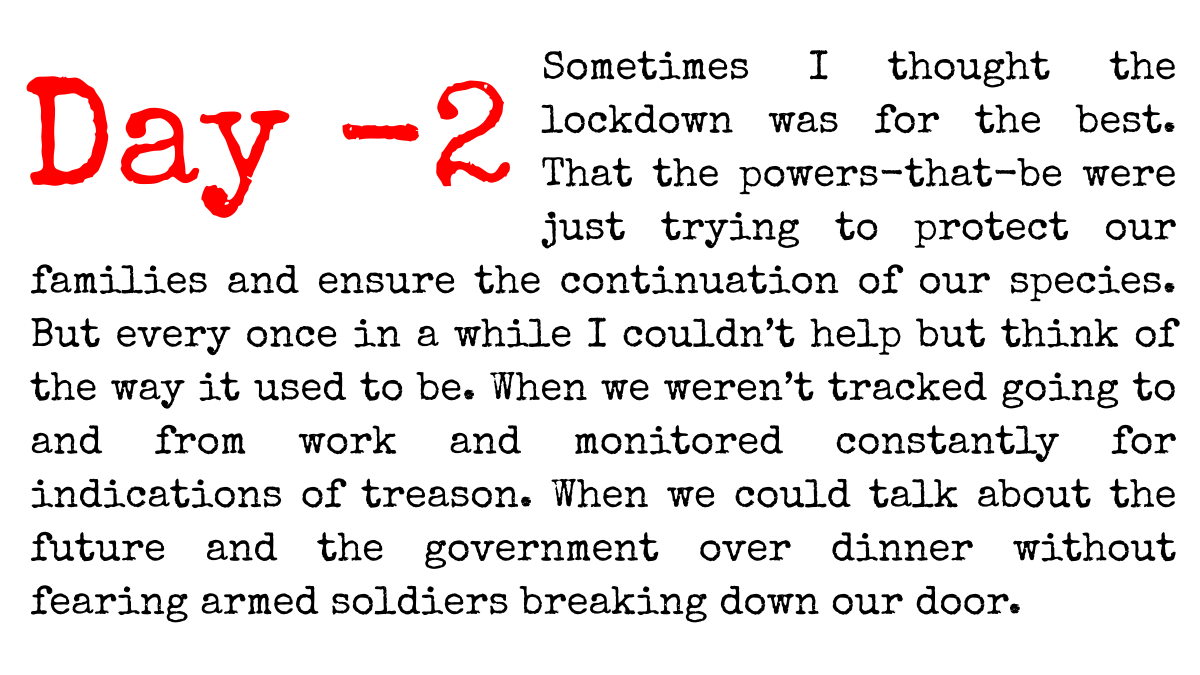 Day -2
Sometimes I thought the
lockdown was for the best.
That the powers-that-be were
just trying to protect our
families and ensure the continuation of our species.
But every once in a while I couldn't help but think of
the way it used to be. When we weren't tracked going to
and from work and monitored constantly for
indications of treason. When we could talk about the
future and the government over dinner without
fearing armed soldiers breaking down our door.